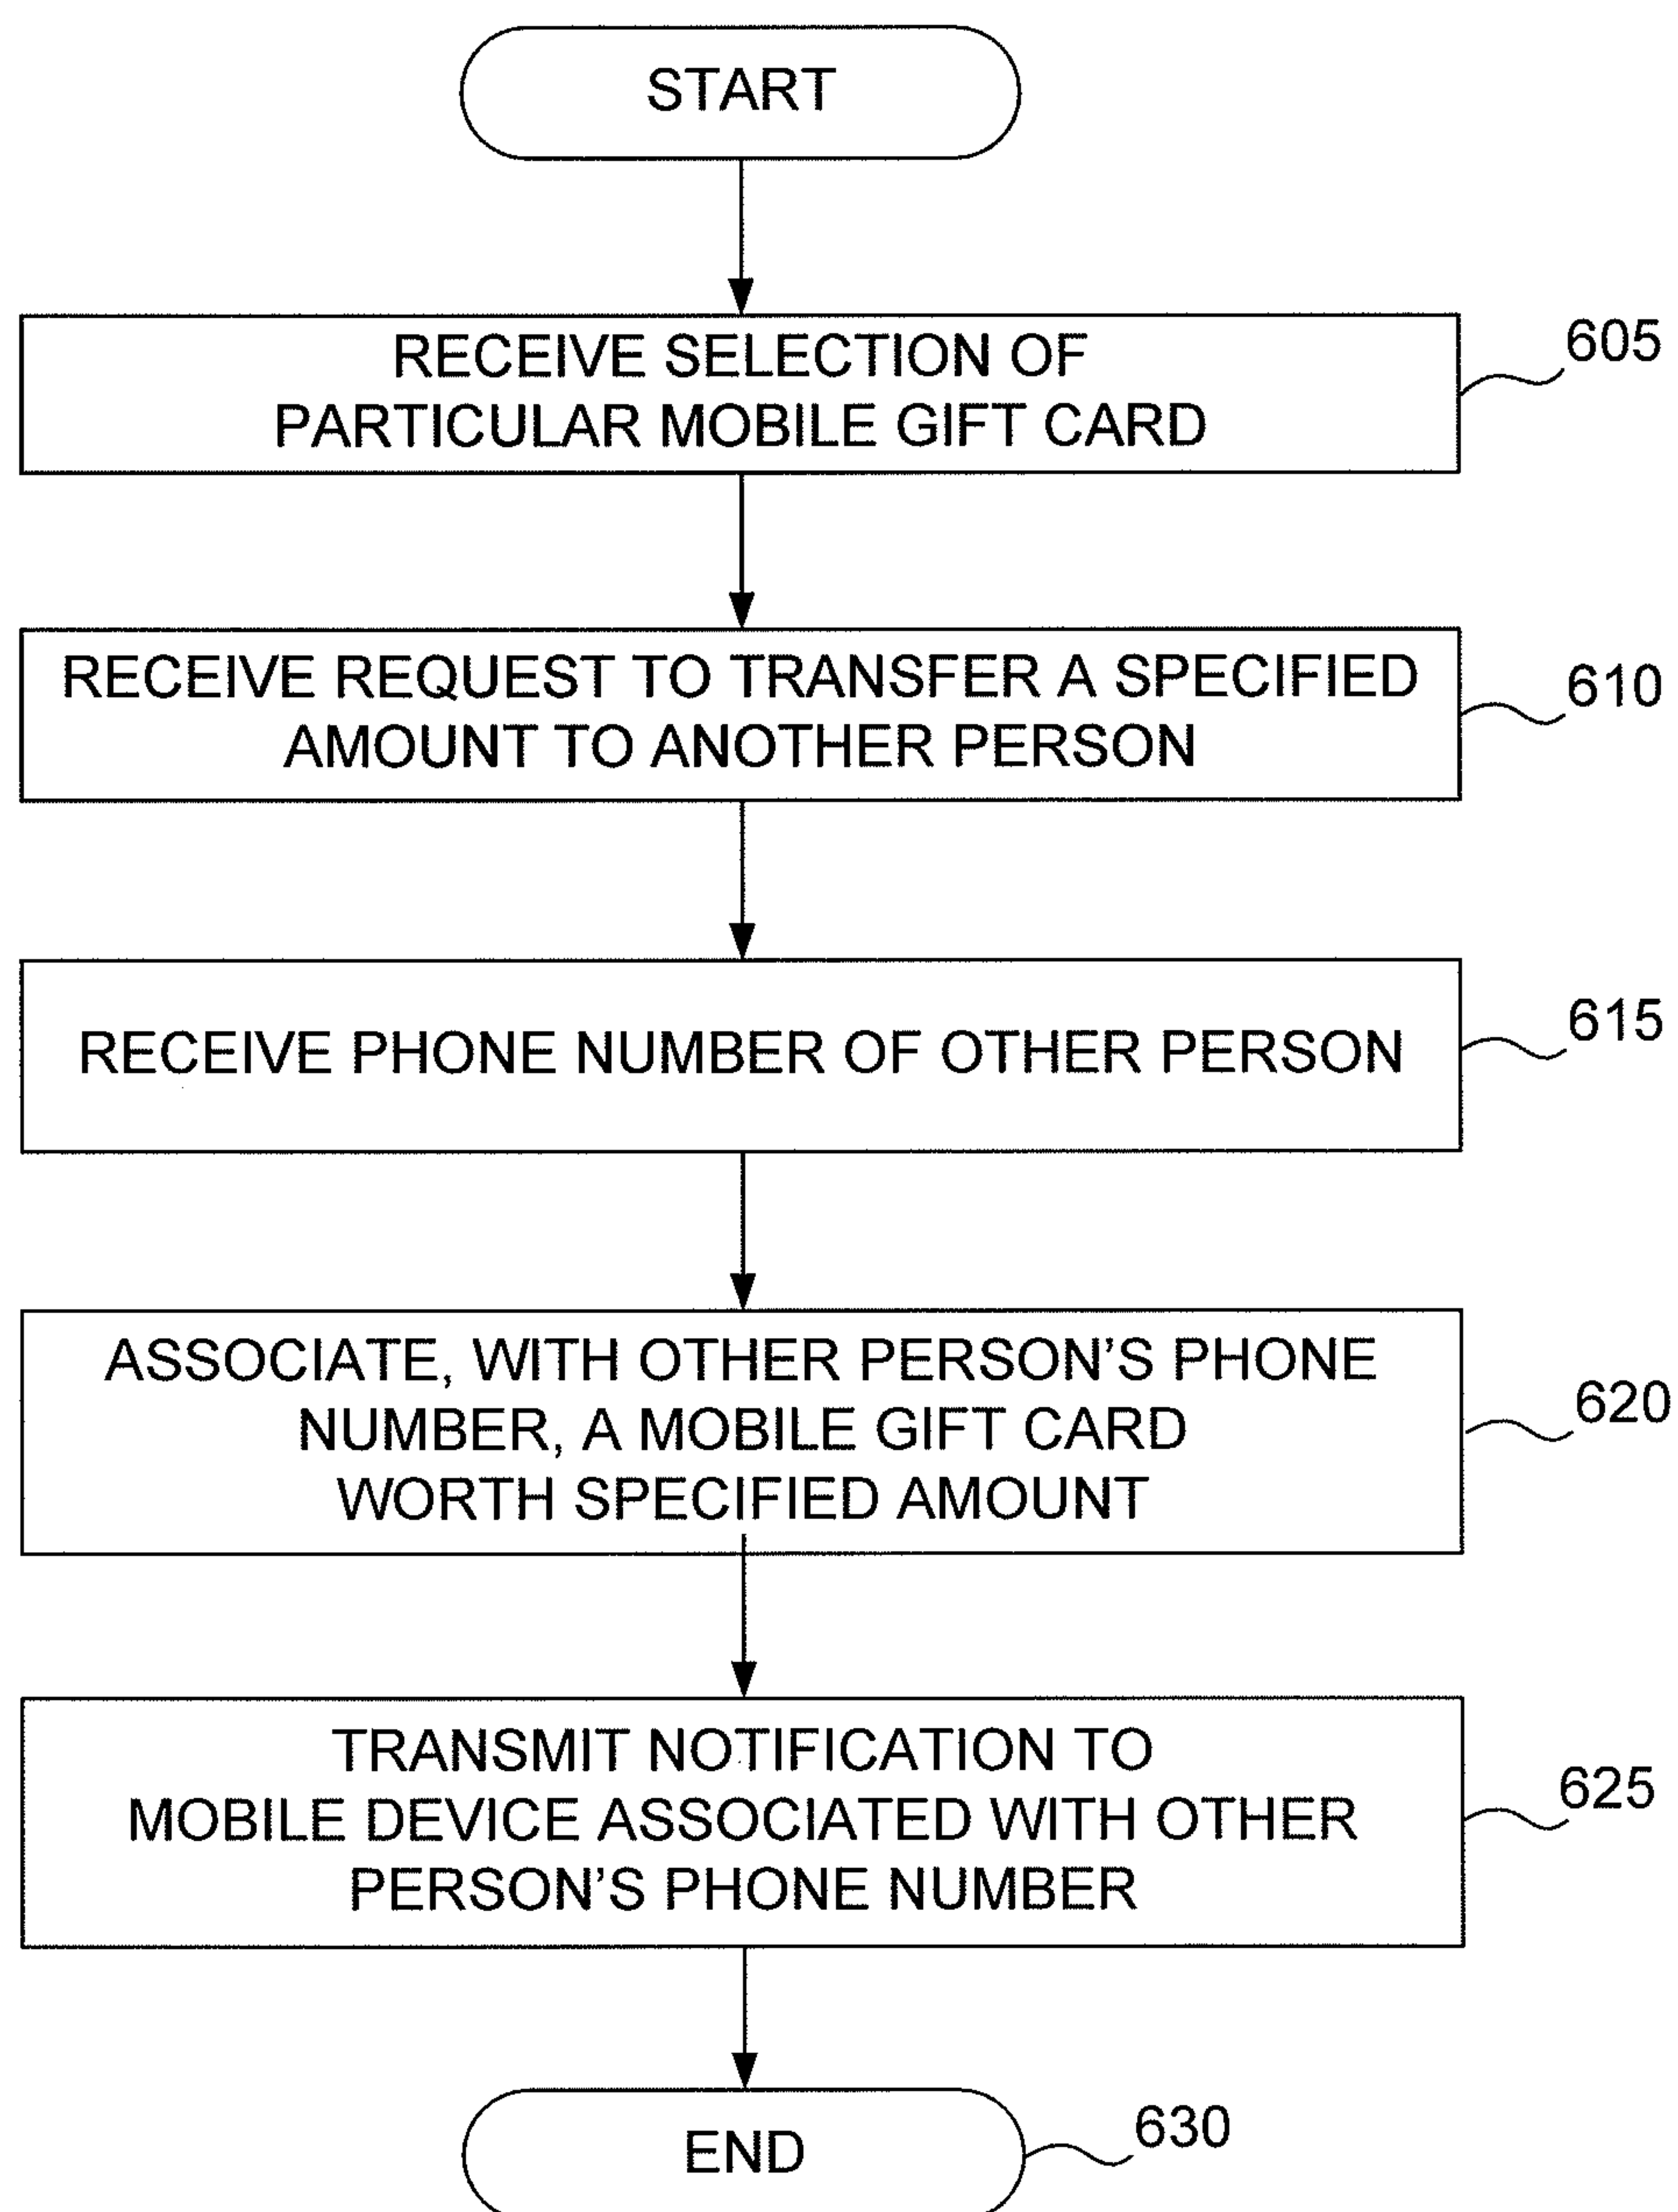 START
RECEIVE SELECTION OF
PARTICULAR MOBILE GIFT CARD
605
RECEIVE REQUEST TO TRANSFER A SPECIFIED
AMOUNT TO ANOTHER PERSON
610
RECEIVE PHONE NUMBER OF OTHER PERSON
615
ASSOCIATE, WITH OTHER PERSON'S PHONE
NUMBER, A MOBILE GIFT CARD
WORTH SPECIFIED AMOUNT
620
TRANSMIT NOTIFICATION TO
MOBILE DEVICE ASSOCIATED WITH OTHER
PERSON'S PHONE NUMBER
625
END
630